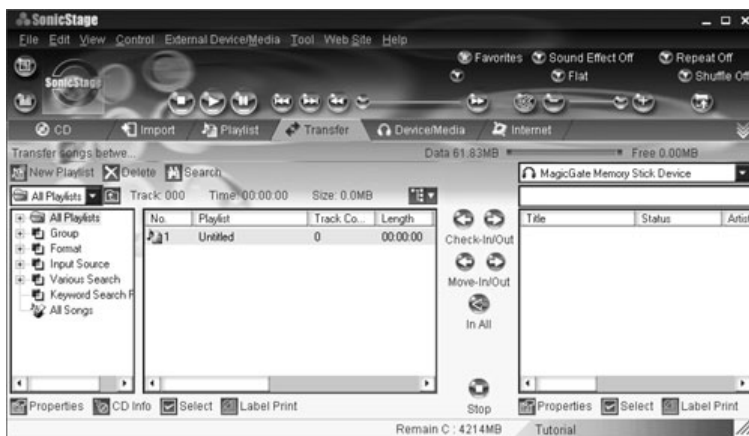 SonicStage
File Edit View Control External Device/Media Tool Web Site Help
Favorites Sound Effect Off Repeat Off
Flat Shuffle Off
SonicStage
CD Import Playlist Transfer Device/Media Internet
Transfer songs betwe... Data 61.83MB Free 0.00MB
New Playlist Delete Search
MagicGate Memory Stick Device
All Playlists Track: 000 Time: 00:00:00 Size: 0.0MB
All Playlists
Group
Format
Input Source
Various Search
Keyword Search F
All Songs
No. Playlist Track Co... Length
1 Untitled 0 00:00:00
Check-In/Out
Move-In/Out
In All
Stop
Title Status Artist
Properties CD Info Select Label Print
Properties Select Label Print
Remain C : 4214MB Tutorial